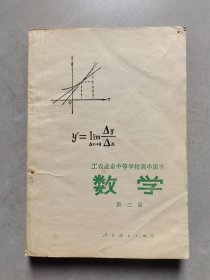 y'=lim Δy/Δx
Δx→0
工农业余中等学校高中课本
数学
第三册
人民教育出版社